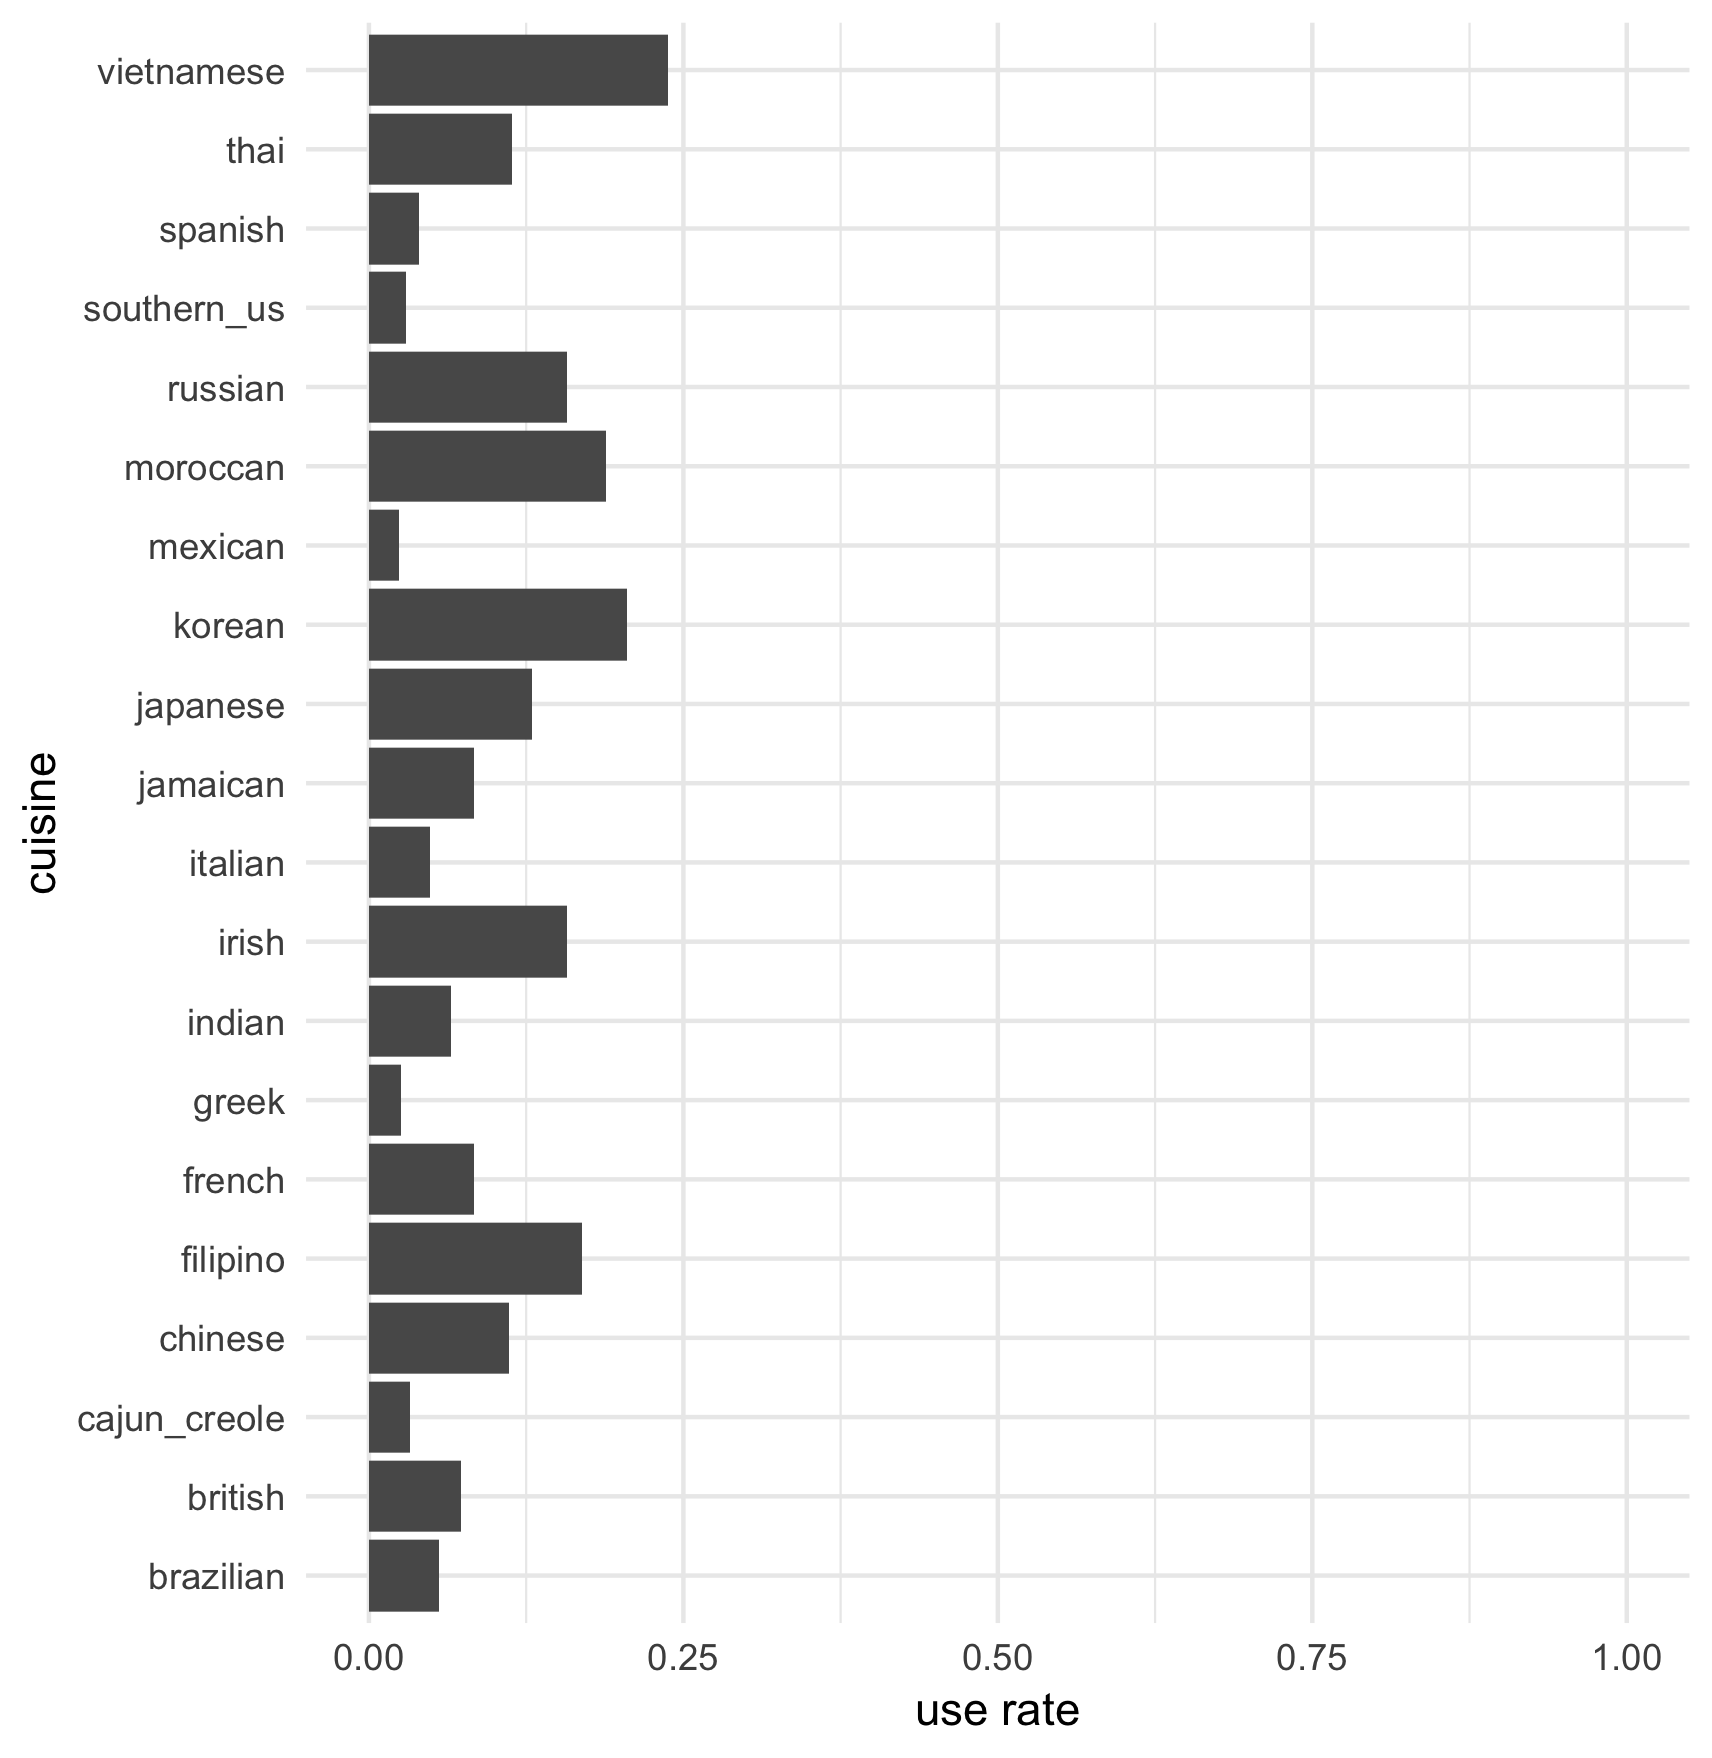 vietnamese
thai
spanish
southern_us
russian
moroccan
mexican
korean
japanese
jamaican
italian
irish
indian
greek
french
filipino
chinese
cajun_creole
british
brazilian
cuisine
0.00 0.25 0.50 0.75 1.00
use rate